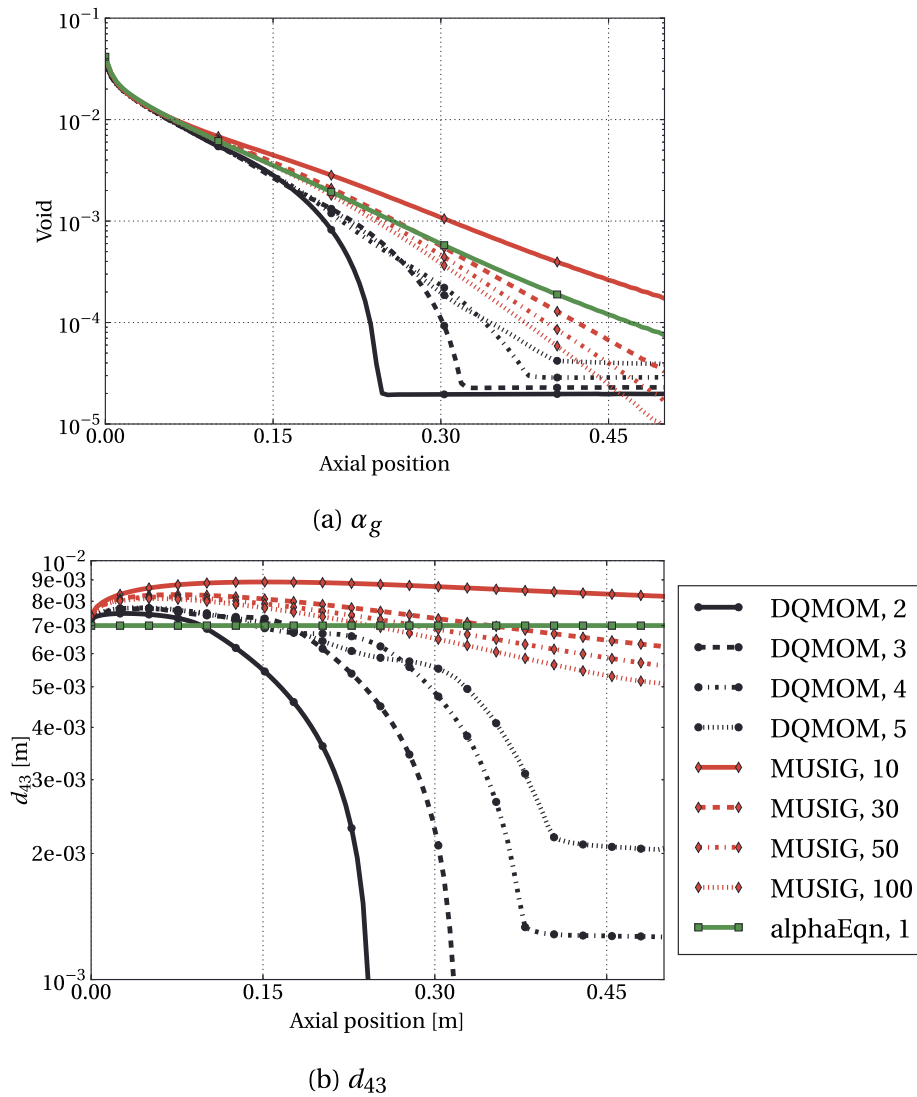 10⁻¹
10⁻²
10⁻³
10⁻⁴
10⁻⁵
Void
0.00 0.15 0.30 0.45
Axial position
(a) α_g
10⁻²
9e-03
8e-03
7e-03
6e-03
5e-03
4e-03
3e-03
2e-03
10⁻³
d₄₃ [m]
0.00 0.15 0.30 0.45
Axial position [m]
(b) d₄₃
DQMOM, 2
DQMOM, 3
DQMOM, 4
DQMOM, 5
MUSIG, 10
MUSIG, 30
MUSIG, 50
MUSIG, 100
alphaEqn, 1